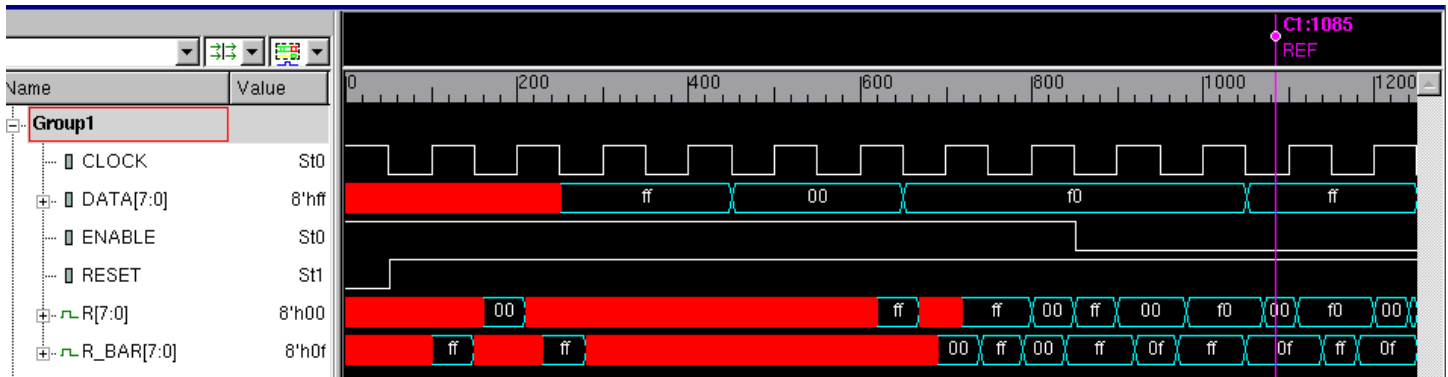 C1:1085
REF
Name Value 0 200 400 600 800 1000 1200
Group1
CLOCK St0
DATA[7:0] 8'hff ff 00 f0 ff
ENABLE St0
RESET St1
R[7:0] 8'h00 00 ff ff 00 ff 00 f0 00 f0 00
R_BAR[7:0] 8'h0f ff ff 00 ff 00 ff 0f ff 0f ff 0f